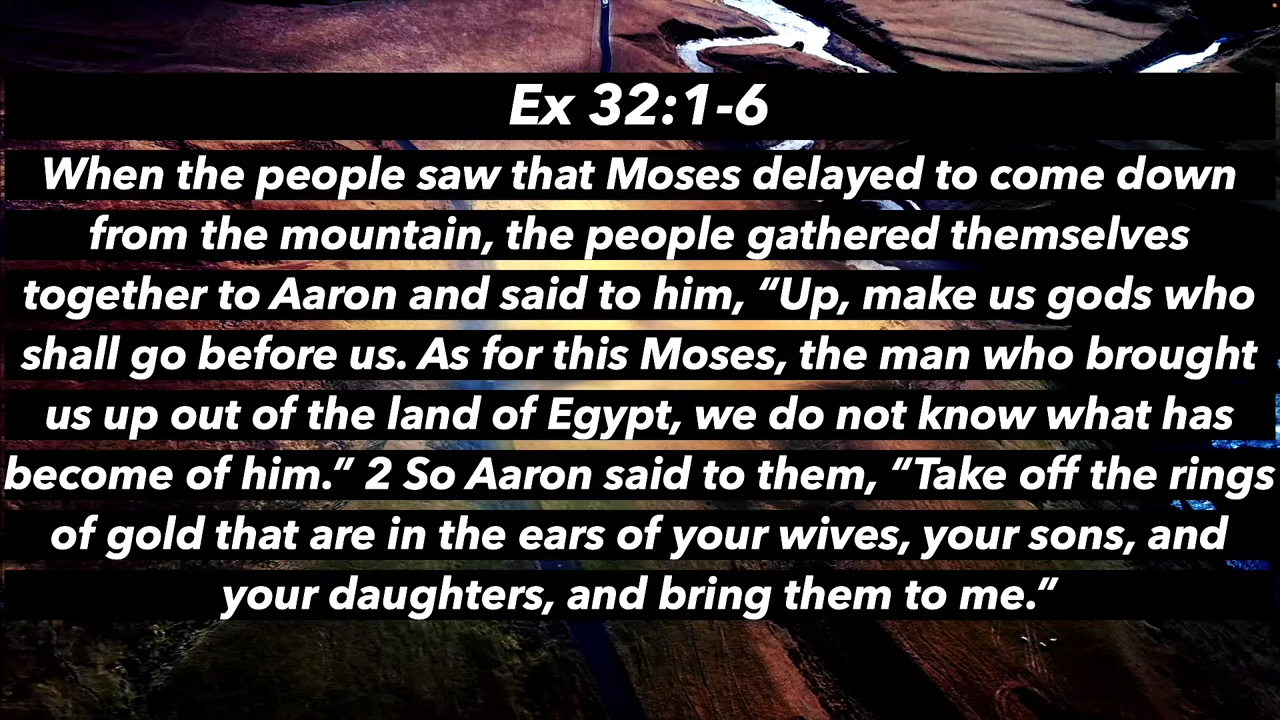 Ex 32:1-6
When the people saw that Moses delayed to come down
from the mountain, the people gathered themselves
together to Aaron and said to him, “Up, make us gods who
shall go before us. As for this Moses, the man who brought
us up out of the land of Egypt, we do not know what has
become of him.” 2 So Aaron said to them, “Take off the rings
of gold that are in the ears of your wives, your sons, and
your daughters, and bring them to me.”